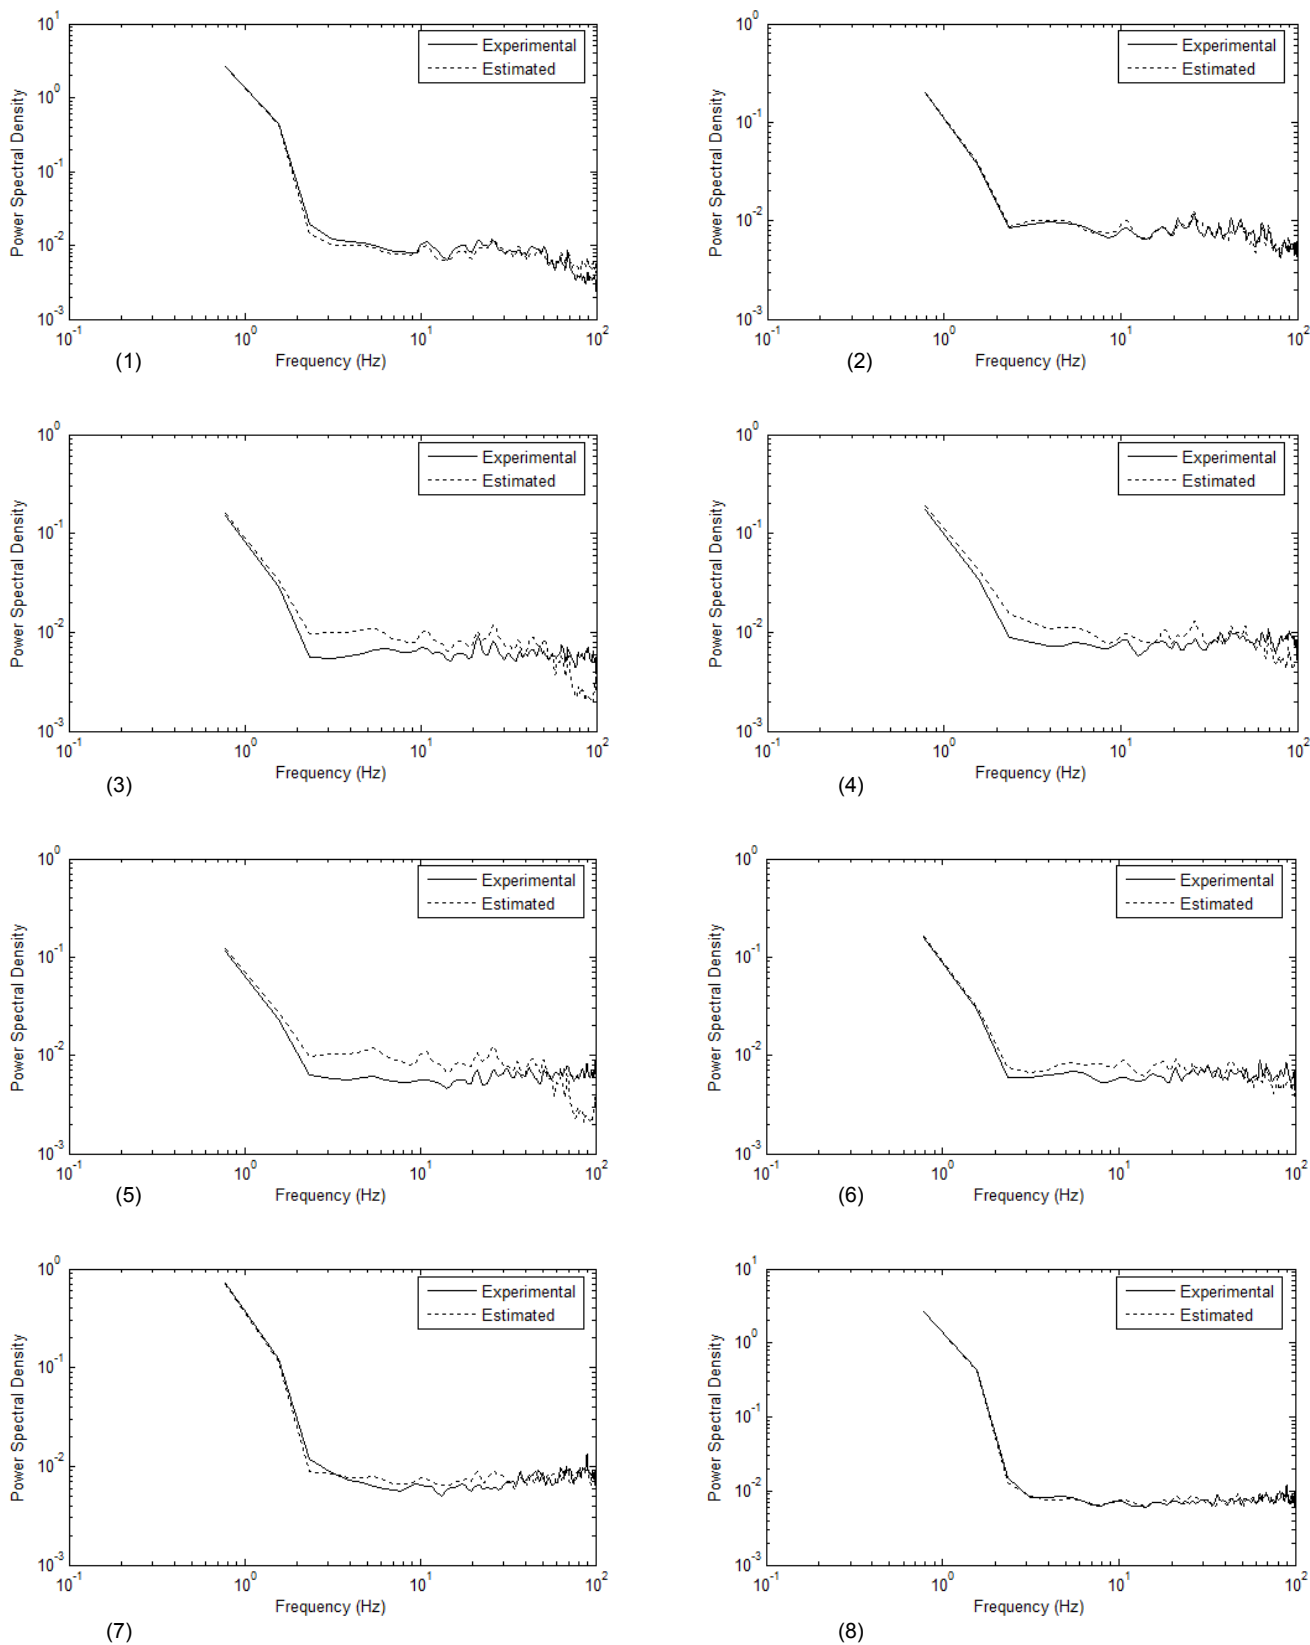 10^1
10^0
10^-1
10^-2
10^-3
Power Spectral Density
Experimental
Estimated
10^-1 10^0 10^1 10^2
Frequency (Hz)
(1)
10^0
10^-1
10^-2
10^-3
Power Spectral Density
Experimental
Estimated
10^-1 10^0 10^1 10^2
Frequency (Hz)
(2)
10^0
10^-1
10^-2
10^-3
Power Spectral Density
Experimental
Estimated
10^-1 10^0 10^1 10^2
Frequency (Hz)
(3)
10^0
10^-1
10^-2
10^-3
Power Spectral Density
Experimental
Estimated
10^-1 10^0 10^1 10^2
Frequency (Hz)
(4)
10^0
10^-1
10^-2
10^-3
Power Spectral Density
Experimental
Estimated
10^-1 10^0 10^1 10^2
Frequency (Hz)
(5)
10^0
10^-1
10^-2
10^-3
Power Spectral Density
Experimental
Estimated
10^-1 10^0 10^1 10^2
Frequency (Hz)
(6)
10^0
10^-1
10^-2
10^-3
Power Spectral Density
Experimental
Estimated
10^-1 10^0 10^1 10^2
Frequency (Hz)
(7)
10^1
10^0
10^-1
10^-2
10^-3
Power Spectral Density
Experimental
Estimated
10^-1 10^0 10^1 10^2
Frequency (Hz)
(8)